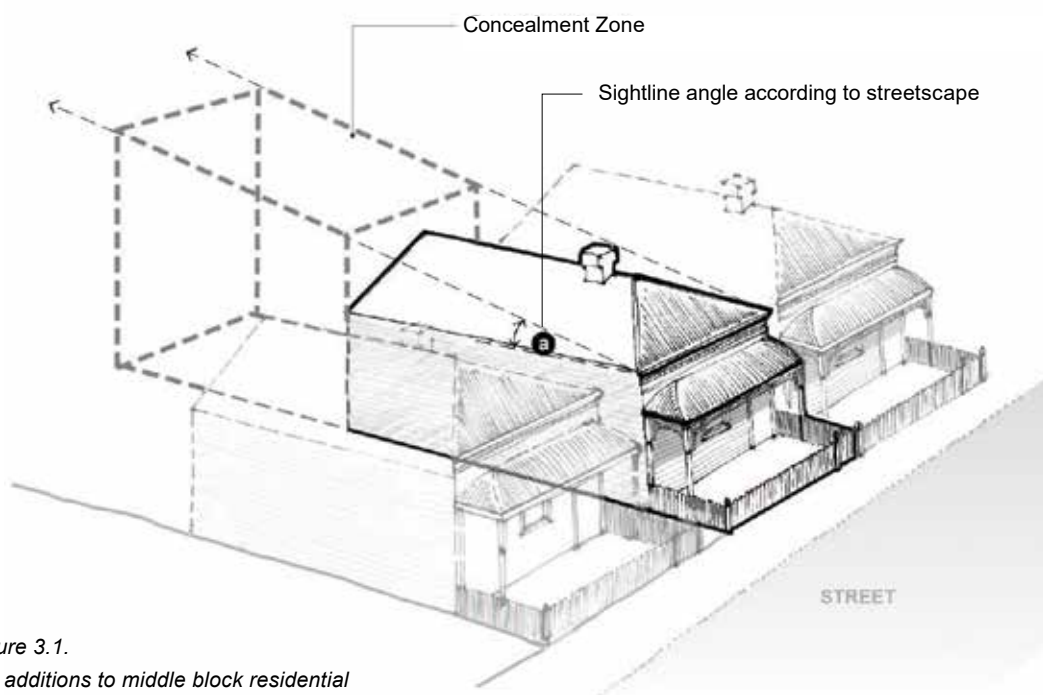 Concealment Zone
Sightline angle according to streetscape
a
STREET
ure 3.1.
additions to middle block residential